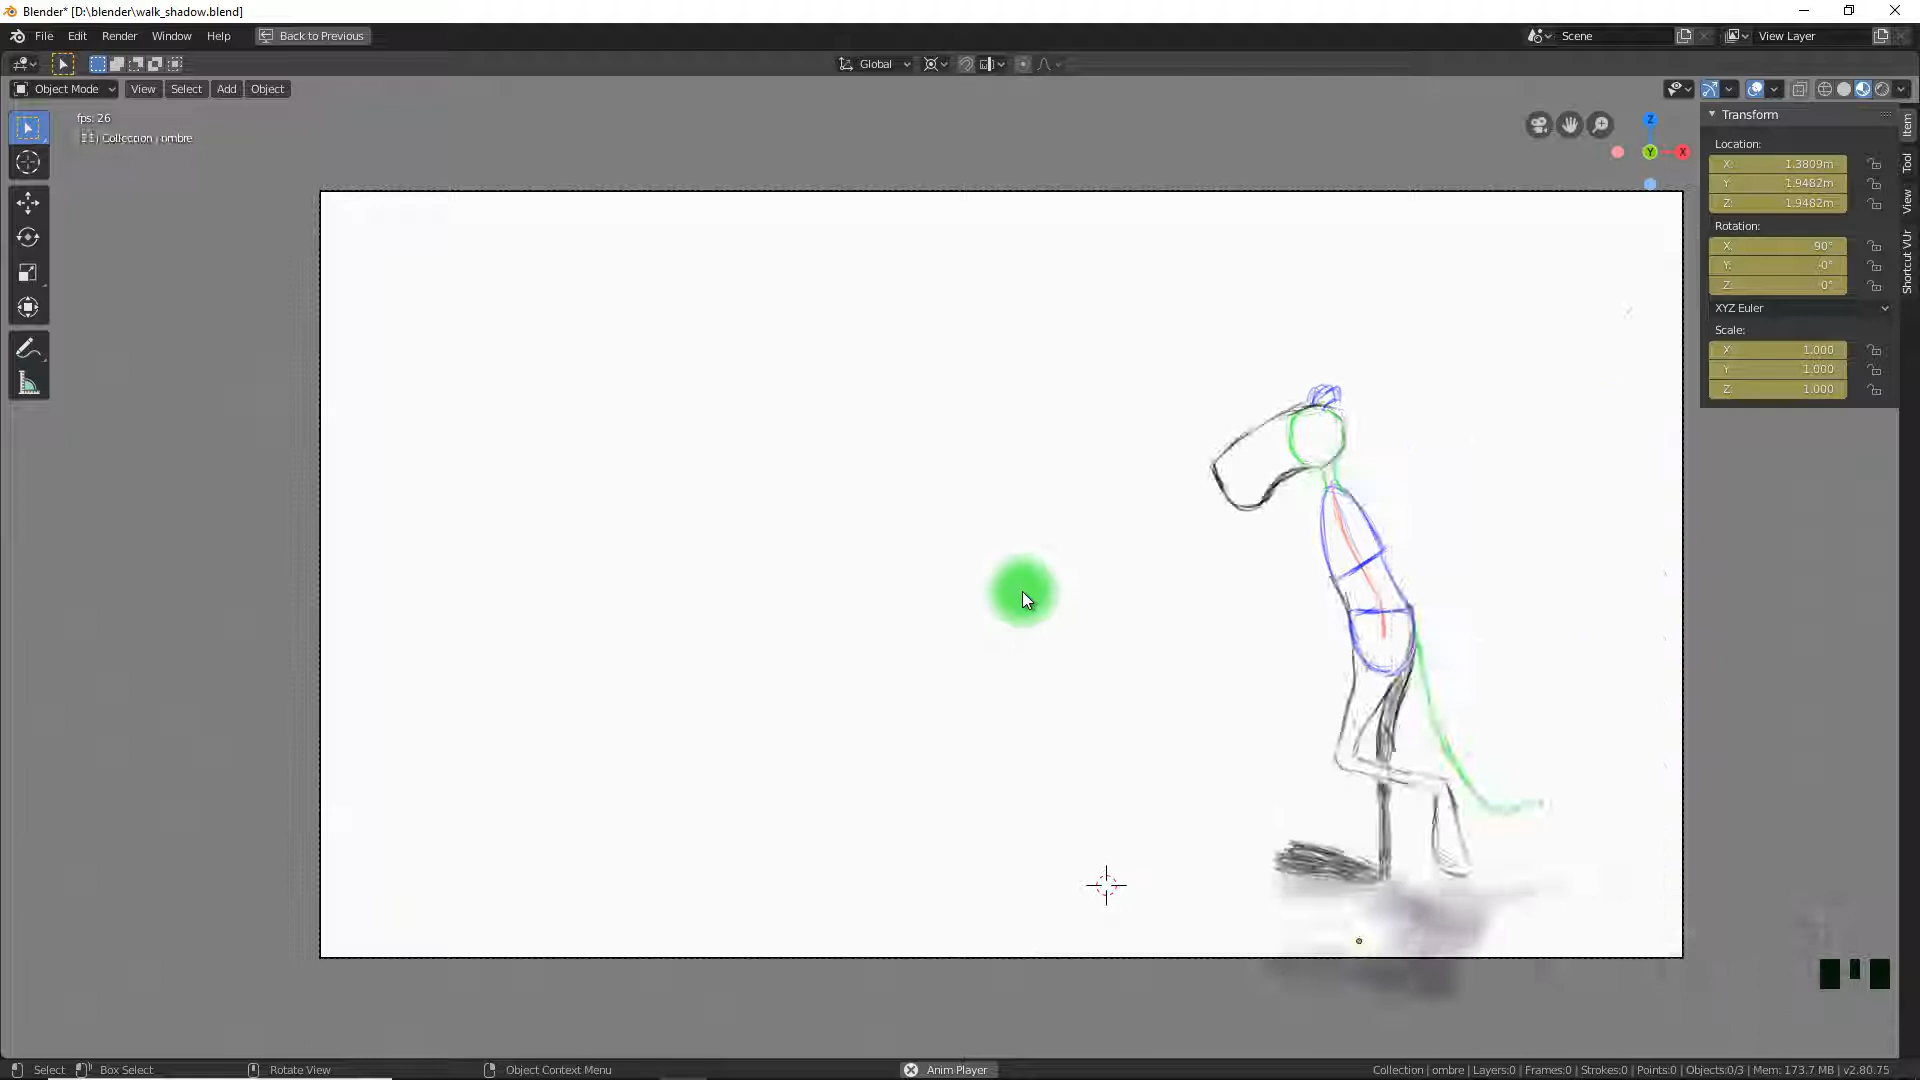 Blender* [D:\blender\walk_shadow.blend]
File Edit Render Window Help Back to Previous
Scene
View Layer
Global
Object Mode View Select Add Object
fps: 26
Collection | ombre
Z
Y
X
Transform
Location:
X: 1.3809m
Y: 1.9482m
Z: 1.9482m
Rotation:
X: 90°
Y: -0°
Z: 0°
XYZ Euler
Scale:
X: 1.000
Y: 1.000
Z: 1.000
Item
Tool
View
Shortcut VUr
Select Box Select Rotate View Object Context Menu Anim Player Collection | ombre | Layers:0 | Frames:0 | Strokes:0 | Points:0 | Objects:0/3 | Mem: 173.7 MB | v2.80.75